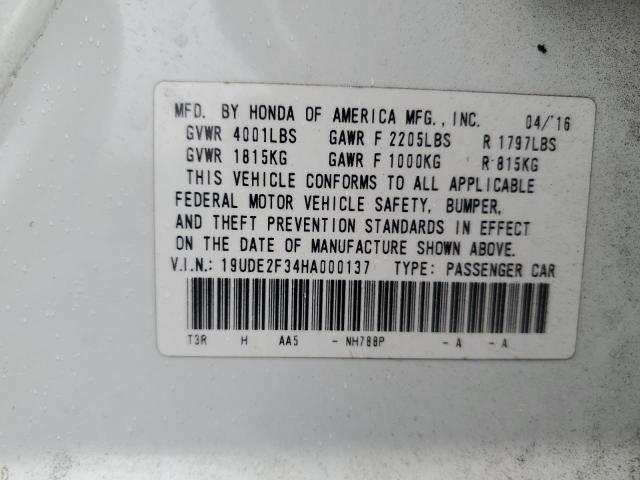 MFD. BY HONDA OF AMERICA MFG., INC. 04/'16
GVWR 4001LBS GAWR F 2205LBS R 1797LBS
GVWR 1815KG GAWR F 1000KG R 815KG
THIS VEHICLE CONFORMS TO ALL APPLICABLE
FEDERAL MOTOR VEHICLE SAFETY, BUMPER,
AND THEFT PREVENTION STANDARDS IN EFFECT
ON THE DATE OF MANUFACTURE SHOWN ABOVE.
V.I.N.: 19UDE2F34HA000137 TYPE: PASSENGER CAR
T3R H AA5 - NH788P - A - A